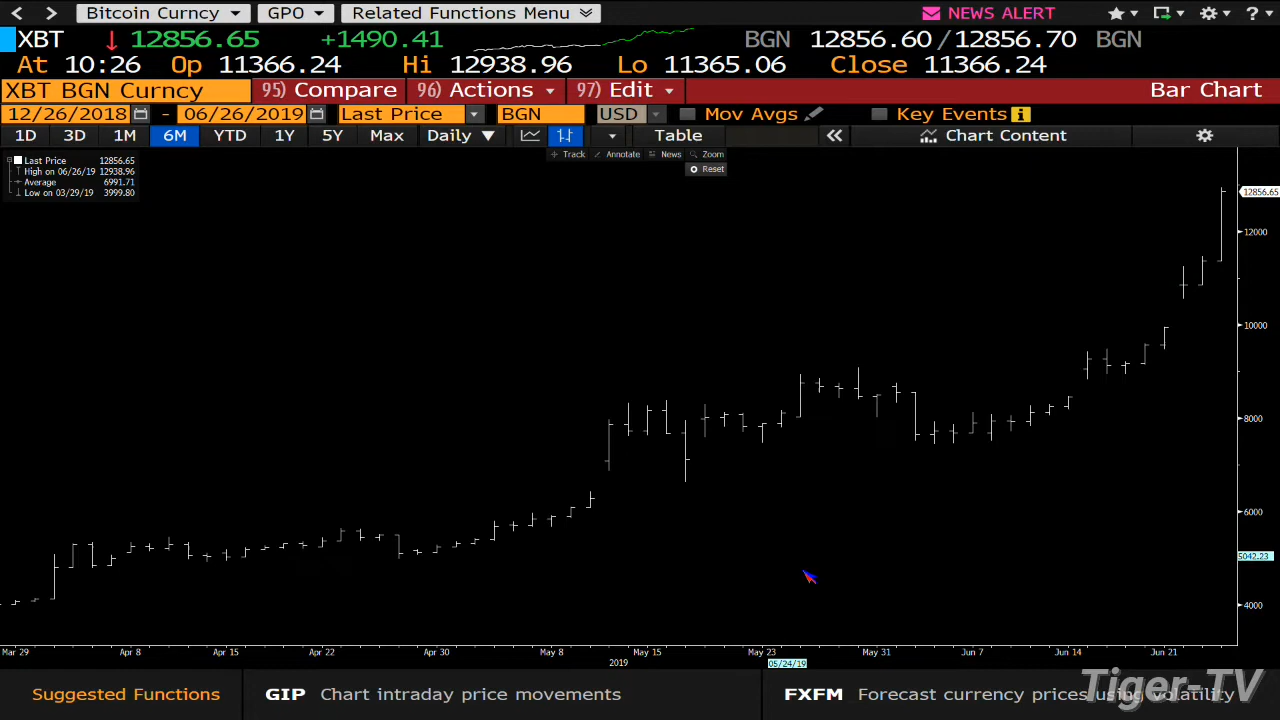 Bitcoin Curncy GPO Related Functions Menu NEWS ALERT ?
XBT 12856.65 +1490.41 BGN 12856.60/12856.70 BGN
At 10:26 Op 11366.24 Hi 12938.96 Lo 11365.06 Close 11366.24
XBT BGN Curncy 95) Compare 96) Actions 97) Edit Bar Chart
12/26/2018 - 06/26/2019 Last Price BGN USD Mov Avgs Key Events i
1D 3D 1M 6M YTD 1Y 5Y Max Daily ▼ Table « Chart Content
Track Annotate News Zoom
Reset
Last Price 12856.65
High on 06/26/19 12938.96
Average 6991.71
Low on 03/29/19 3999.80
12856.65
12000
10000
8000
6000
5042.23
4000
Mar 29 Apr 8 Apr 15 Apr 22 Apr 30 May 8 May 15 May 23 May 31 Jun 7 Jun 14 Jun 21
2019 05/24/19
Suggested Functions GIP Chart intraday price movements FXFM Forecast currency prices using volatility
Tiger-TV